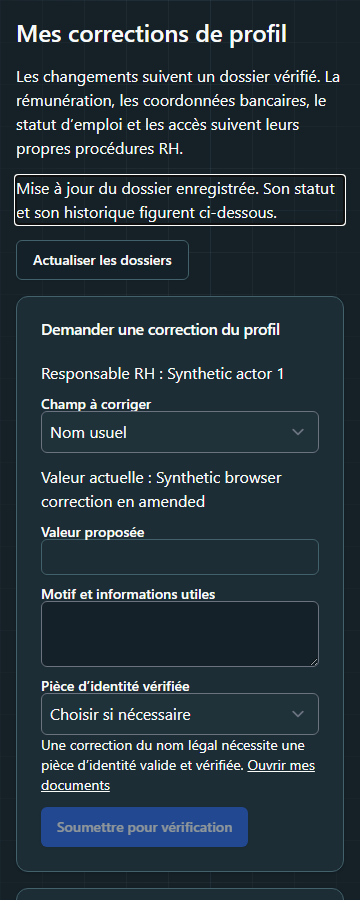 Mes corrections de profil
Les changements suivent un dossier vérifié. La
rémunération, les coordonnées bancaires, le
statut d’emploi et les accès suivent leurs
propres procédures RH.
Mise à jour du dossier enregistrée. Son statut
et son historique figurent ci-dessous.
Actualiser les dossiers
Demander une correction du profil
Responsable RH : Synthetic actor 1
Champ à corriger
Nom usuel
Valeur actuelle : Synthetic browser
correction en amended
Valeur proposée
Motif et informations utiles
Pièce d’identité vérifiée
Choisir si nécessaire
Une correction du nom légal nécessite une
pièce d’identité valide et vérifiée. Ouvrir mes
documents
Soumettre pour vérification